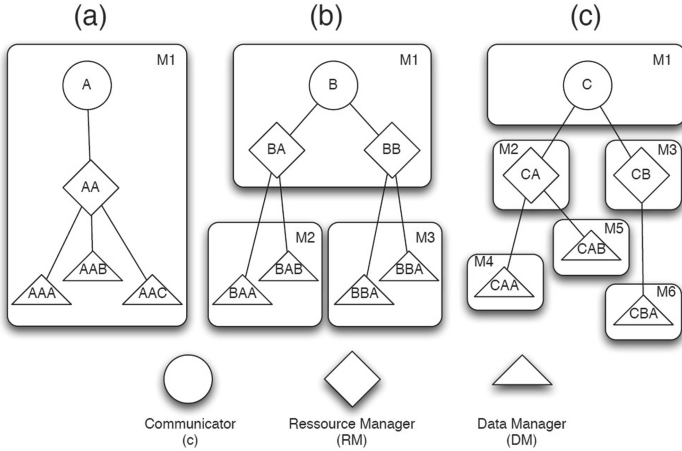 (a) (b) (c)
M1 M1 M1
A B C
BA BB M2 M3
AA CA CB
M2 M3 M5
AAB BAB BBA CAB
M4
AAA AAC BAA BBA CAA M6
CBA
Communicator Ressource Manager Data Manager
(c) (RM) (DM)